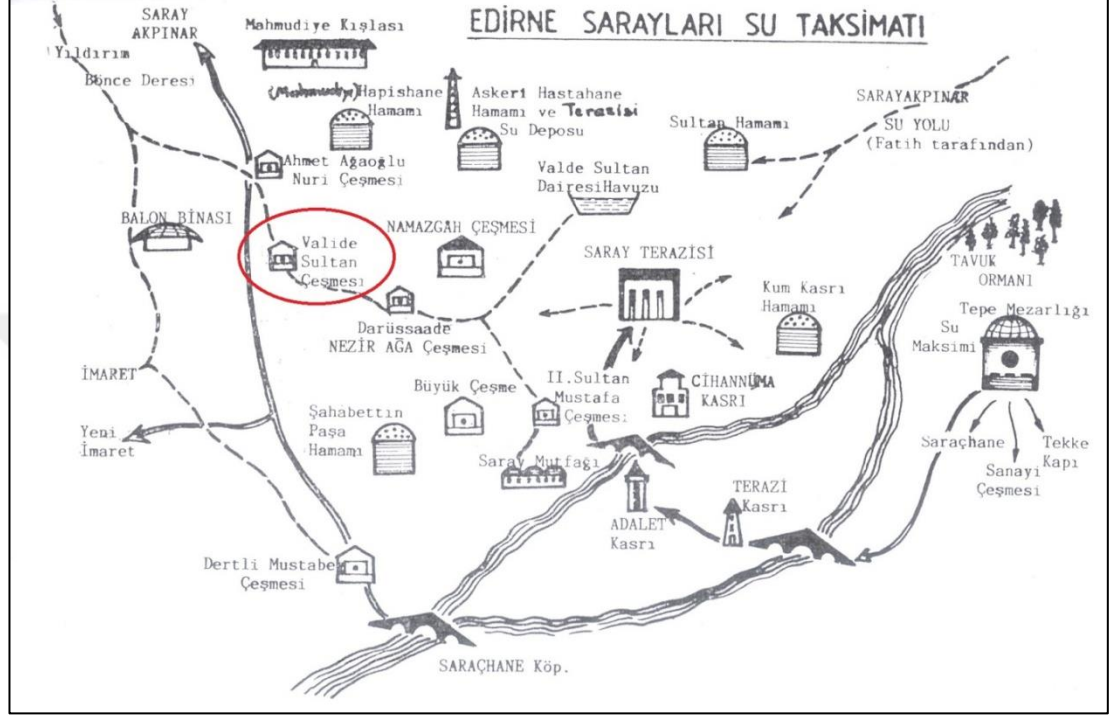 EDİRNE SARAYLARI SU TAKSİMATI
SARAY
AKPINAR
Mahmudiye Kışlası
Yıldırım
Bönce Deresi
(Mahmudiye) Hapishane
Hamamı
Askeri Hastahane
Hamamı ve Terazisi
Su Deposu
Sultan Hamamı
SARAYAKPINAR
SU YOLU
(Fatih tarafından)
Ahmet Ağaoğlu
Nuri Çeşmesi
Valde Sultan
DairesiHavuzu
BALON BİNASI
Valide
Sultan
Çeşmesi
NAMAZGÂH ÇEŞMESİ
SARAY TERAZİSİ
TAVUK
ORMANI
Kum Kasrı
Hamamı
Tepe Mezarlığı
Su
Maksimi
Darüssaade
NEZİR AĞA Çeşmesi
İMARET
Büyük Çeşme
II.Sultan
Mustafa
Çeşmesi
CİHANNÜMA
KASRI
Şahabettin
Paşa
Hamamı
Yeni
İmaret
Saraçhane
Tekke
Kapı
Sanayi
Çeşmesi
Saray Mutfağı
TERAZİ
Kasrı
ADALET
Kasrı
Dertli Mustabey
Çeşmesi
SARAÇHANE Köp.